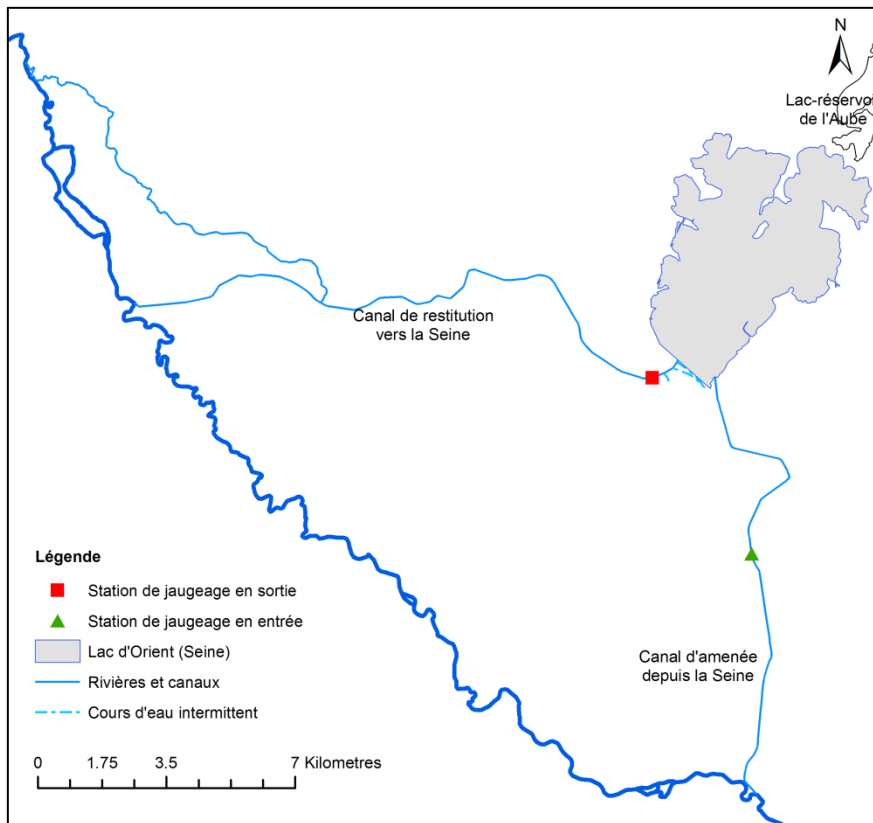 N
Lac-réservoi
de l'Aube
Canal de restitution
vers la Seine
Légende
Station de jaugeage en sortie
Station de jaugeage en entrée
Lac d'Orient (Seine)
Rivières et canaux
Cours d'eau intermittent
Canal d'amenée
depuis la Seine
0 1.75 3.5 7 Kilometres